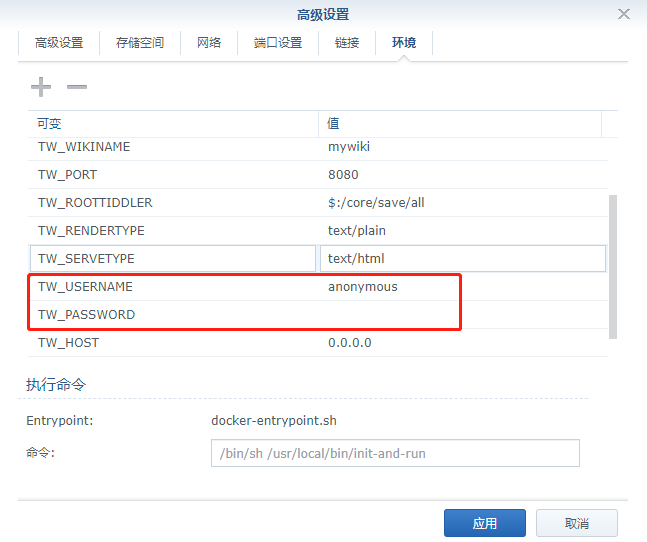 高级设置
高级设置 存储空间 网络 端口设置 链接 环境
可变 值
TW_WIKINAME mywiki
TW_PORT 8080
TW_ROOTTIDDLER $:/core/save/all
TW_RENDERTYPE text/plain
TW_SERVETYPE text/html
TW_USERNAME anonymous
TW_PASSWORD
TW_HOST 0.0.0.0
执行命令
Entrypoint: docker-entrypoint.sh
命令: /bin/sh /usr/local/bin/init-and-run
应用 取消